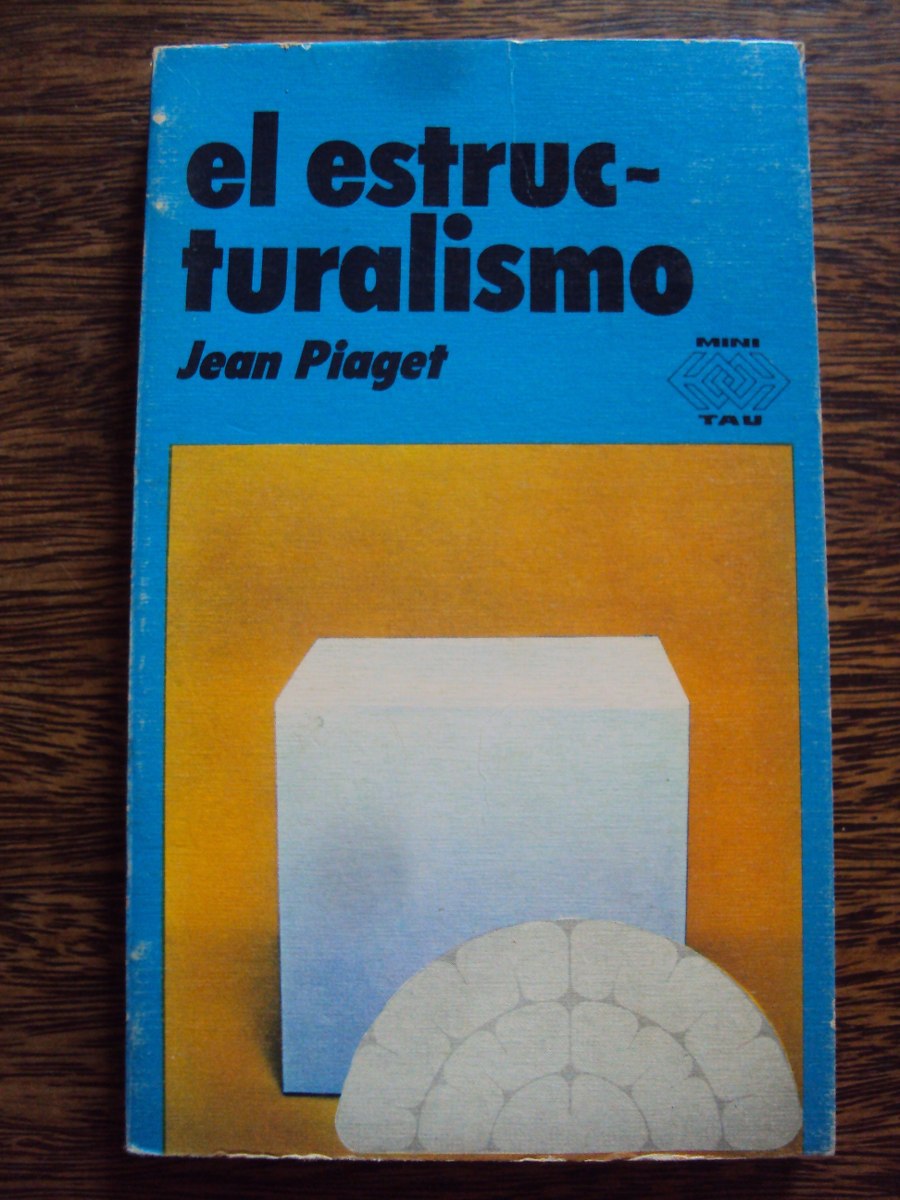 el estruc~
turalismo
Jean Piaget
MINI
TAU